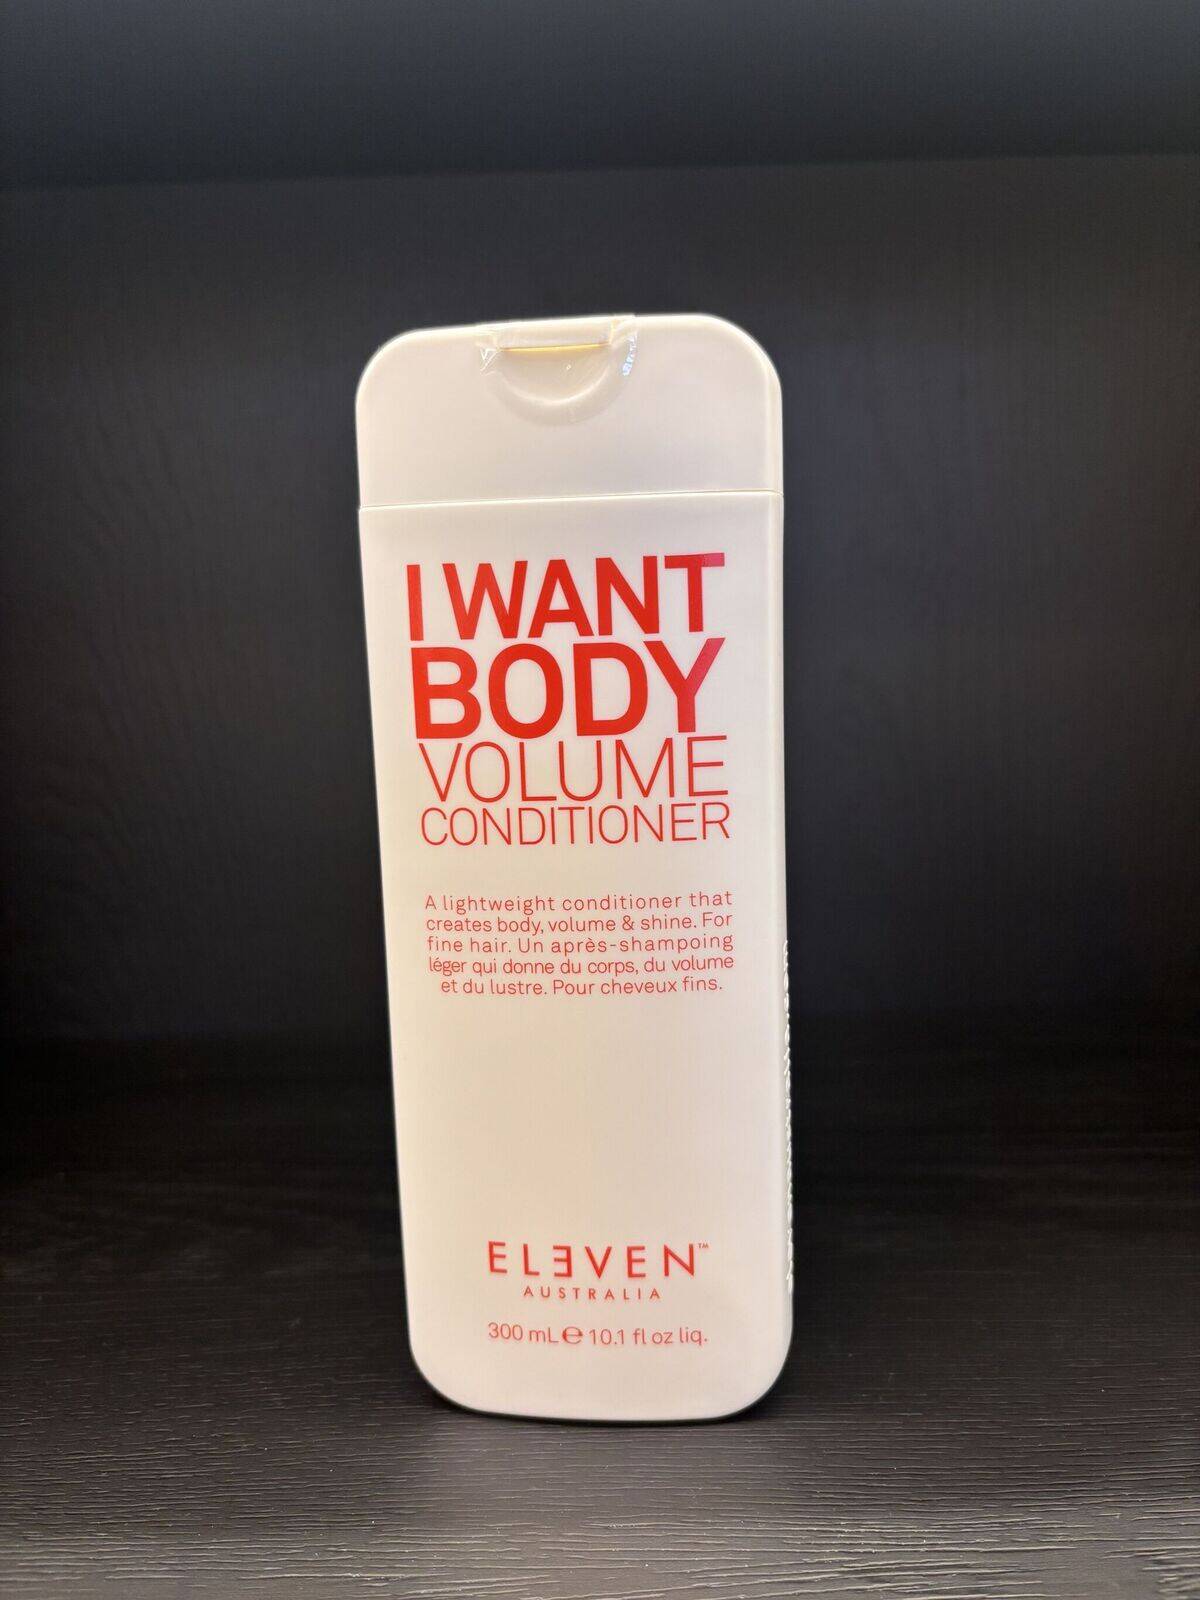 I WANT
BODY
VOLUME
CONDITIONER
A lightweight conditioner that
creates body, volume & shine. For
fine hair. Un après-shampoing
léger qui donne du corps, du volume
et du lustre. Pour cheveux fins.
ELEVEN™
AUSTRALIA
300 mL ℮ 10.1 fl oz liq.